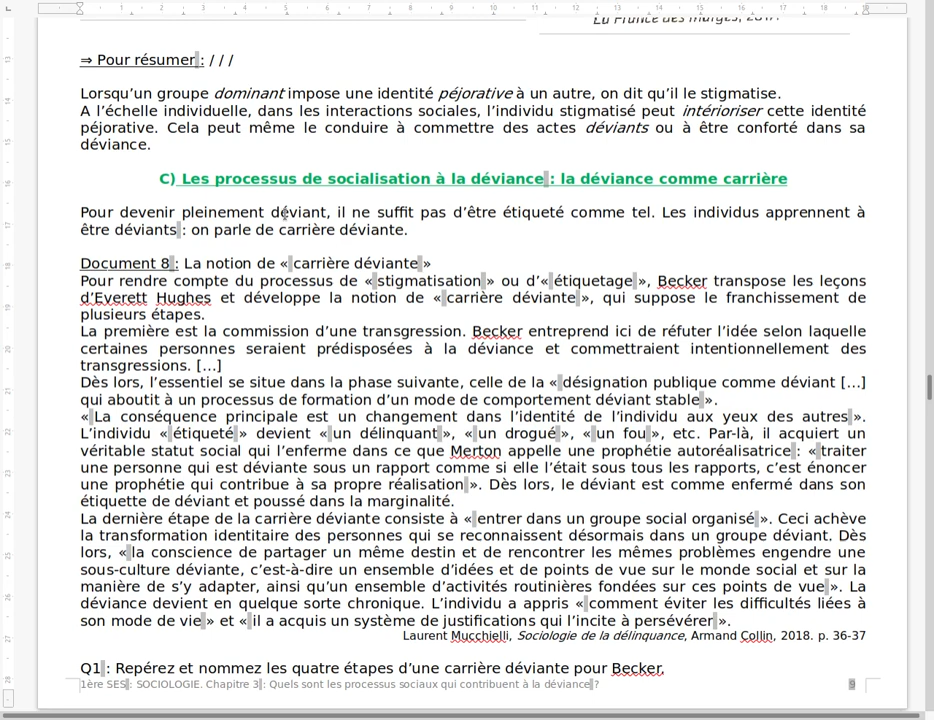 La France des marges, 2017.
⇒ Pour résumer : / / /
Lorsqu’un groupe dominant impose une identité péjorative à un autre, on dit qu’il le stigmatise.
A l’échelle individuelle, dans les interactions sociales, l’individu stigmatisé peut intérioriser cette identité
péjorative. Cela peut même le conduire à commettre des actes déviants ou à être conforté dans sa
déviance.
C) Les processus de socialisation à la déviance : la déviance comme carrière
Pour devenir pleinement déviant, il ne suffit pas d’être étiqueté comme tel. Les individus apprennent à
être déviants : on parle de carrière déviante.
Document 8 : La notion de « carrière déviante »
Pour rendre compte du processus de « stigmatisation » ou d’« étiquetage », Becker transpose les leçons
d’Everett Hughes et développe la notion de « carrière déviante », qui suppose le franchissement de
plusieurs étapes.
La première est la commission d’une transgression. Becker entreprend ici de réfuter l’idée selon laquelle
certaines personnes seraient prédisposées à la déviance et commettraient intentionnellement des
transgressions. […]
Dès lors, l’essentiel se situe dans la phase suivante, celle de la « désignation publique comme déviant […]
qui aboutit à un processus de formation d’un mode de comportement déviant stable ».
« La conséquence principale est un changement dans l’identité de l’individu aux yeux des autres ».
L’individu « étiqueté » devient « un délinquant », « un drogué », « un fou », etc. Par-là, il acquiert un
véritable statut social qui l’enferme dans ce que Merton appelle une prophétie autoréalisatrice : « traiter
une personne qui est déviante sous un rapport comme si elle l’était sous tous les rapports, c’est énoncer
une prophétie qui contribue à sa propre réalisation ». Dès lors, le déviant est comme enfermé dans son
étiquette de déviant et poussé dans la marginalité.
La dernière étape de la carrière déviante consiste à « entrer dans un groupe social organisé ». Ceci achève
la transformation identitaire des personnes qui se reconnaissent désormais dans un groupe déviant. Dès
lors, « la conscience de partager un même destin et de rencontrer les mêmes problèmes engendre une
sous-culture déviante, c’est-à-dire un ensemble d’idées et de points de vue sur le monde social et sur la
manière de s’y adapter, ainsi qu’un ensemble d’activités routinières fondées sur ces points de vue ». La
déviance devient en quelque sorte chronique. L’individu a appris « comment éviter les difficultés liées à
son mode de vie » et « il a acquis un système de justifications qui l’incite à persévérer ».
Laurent Mucchielli, Sociologie de la délinquance, Armand Collin, 2018. p. 36-37
Q1 : Repérez et nommez les quatre étapes d’une carrière déviante pour Becker.
1ère SES : SOCIOLOGIE. Chapitre 3 : Quels sont les processus sociaux qui contribuent à la déviance ? 9